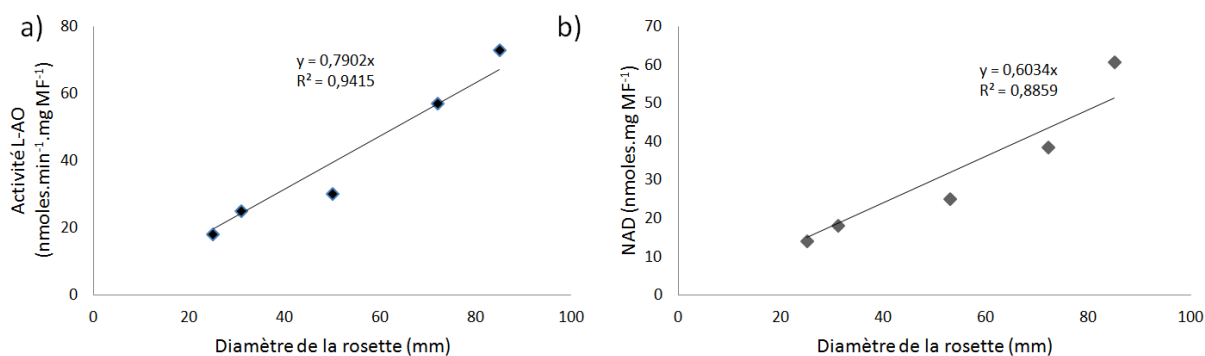 a)
80
60
40
20
0
Activité L-AO
(nmoles.min⁻¹.mg MF⁻¹)
y = 0,7902x
R² = 0,9415
0 20 40 60 80 100
Diamètre de la rosette (mm)
b)
70
60
50
40
30
20
10
0
NAD (nmoles.mg MF⁻¹)
y = 0,6034x
R² = 0,8859
0 20 40 60 80 100
Diamètre de la rosette (mm)